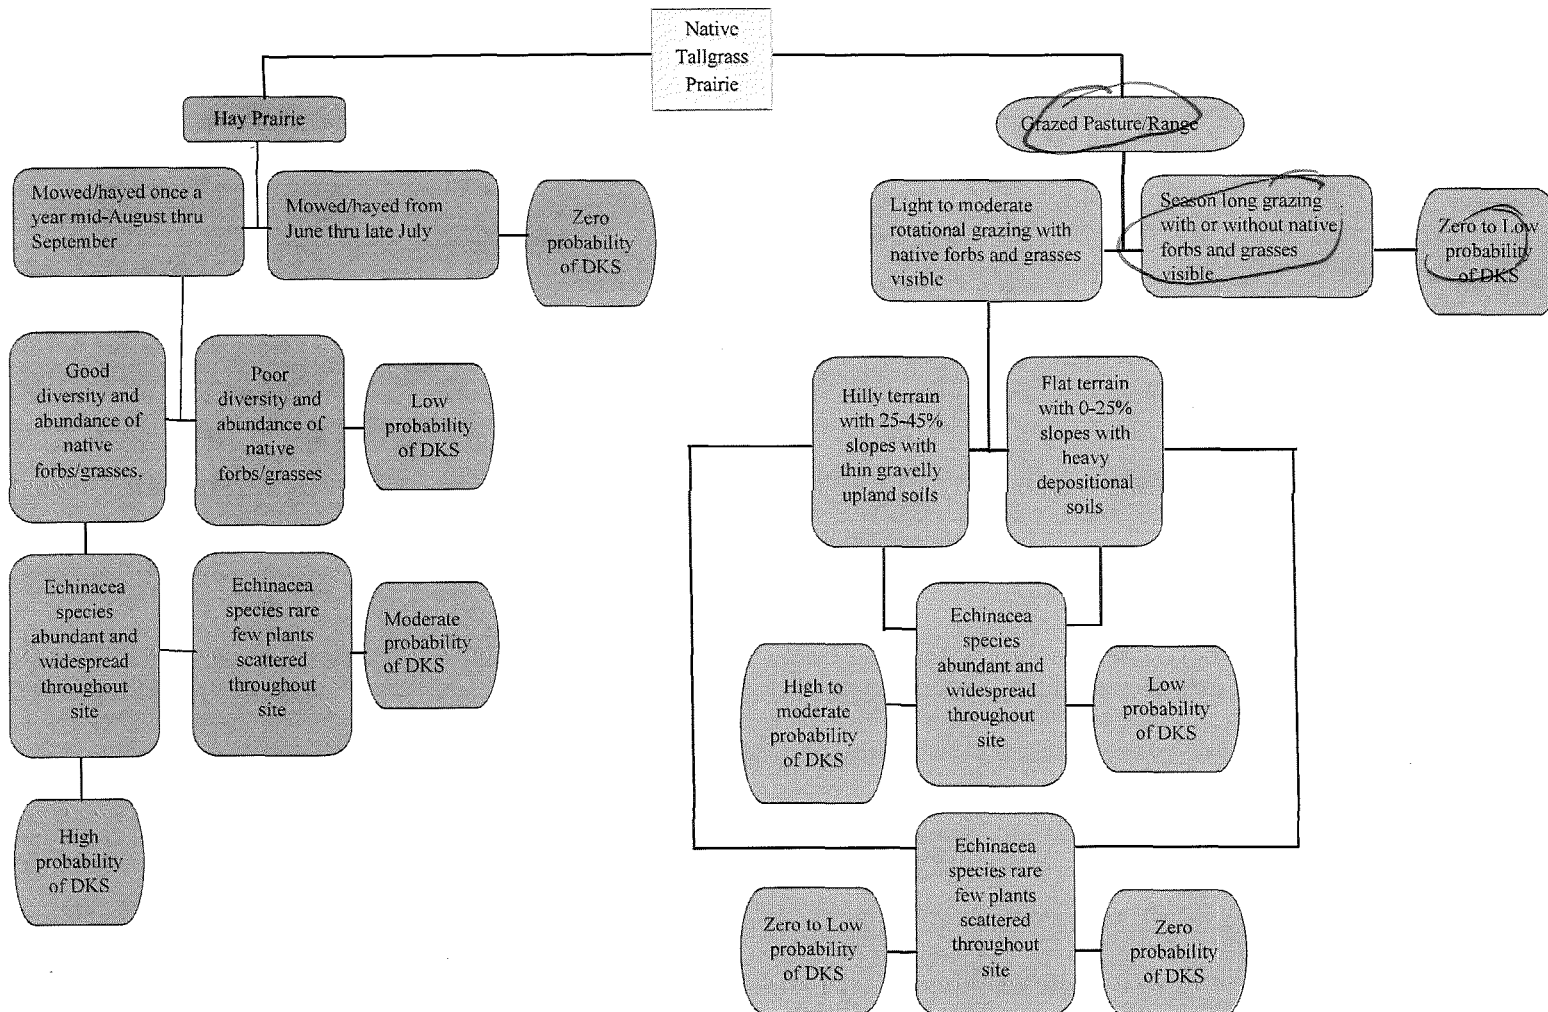 Native
Tallgrass
Prairie
Hay Prairie
Grazed Pasture/Range
Mowed/hayed once a
year mid-August thru
September
Mowed/hayed from
June thru late July
Zero
probability
of DKS
Light to moderate
rotational grazing with
native forbs and grasses
visible
Season long grazing
with or without native
forbs and grasses
visible
Zero to Low
probability
of DKS
Good
diversity and
abundance of
native
forbs/grasses.
Poor
diversity and
abundance of
native
forbs/grasses
Low
probability
of DKS
Hilly terrain
with 25-45%
slopes with
thin gravelly
upland soils
Flat terrain
with 0-25%
slopes with
heavy
depositional
soils
Echinacea
species
abundant and
widespread
throughout
site
Echinacea
species rare
few plants
scattered
throughout
site
Moderate
probability
of DKS
Echinacea
species
abundant and
widespread
throughout
site
High to
moderate
probability
of DKS
Low
probability
of DKS
High
probability
of DKS
Echinacea
species rare
few plants
scattered
throughout
site
Zero to Low
probability
of DKS
Zero
probability
of DKS